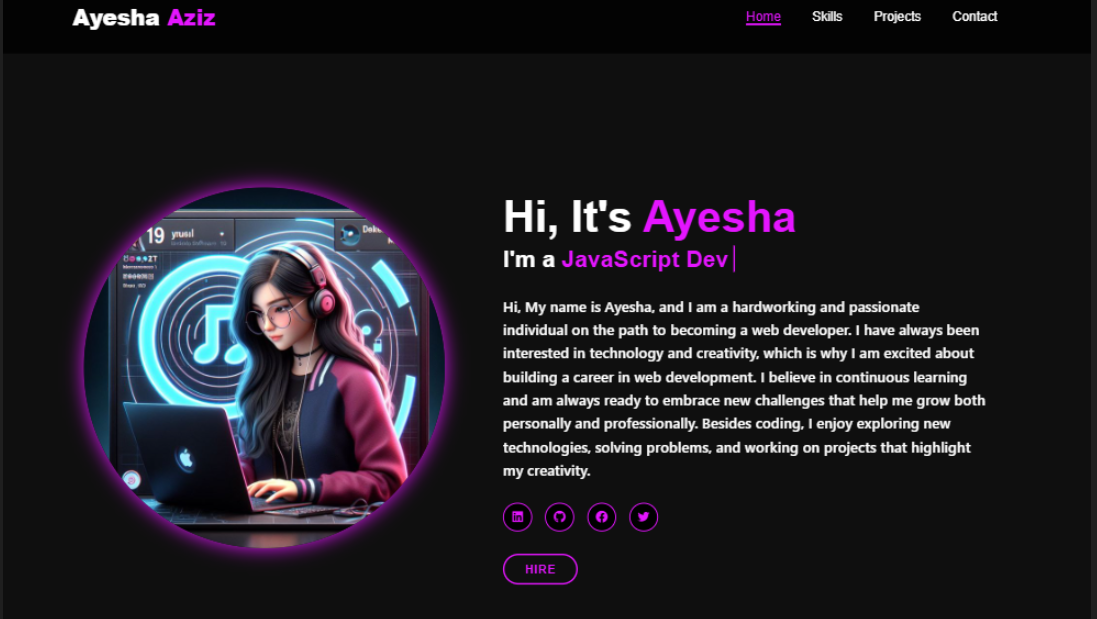 Ayesha Aziz
Home Skills Projects Contact
19
Hi, It's Ayesha
I'm a JavaScript Dev
Hi, My name is Ayesha, and I am a hardworking and passionate
individual on the path to becoming a web developer. I have always been
interested in technology and creativity, which is why I am excited about
building a career in web development. I believe in continuous learning
and am always ready to embrace new challenges that help me grow both
personally and professionally. Besides coding, I enjoy exploring new
technologies, solving problems, and working on projects that highlight
my creativity.
HIRE